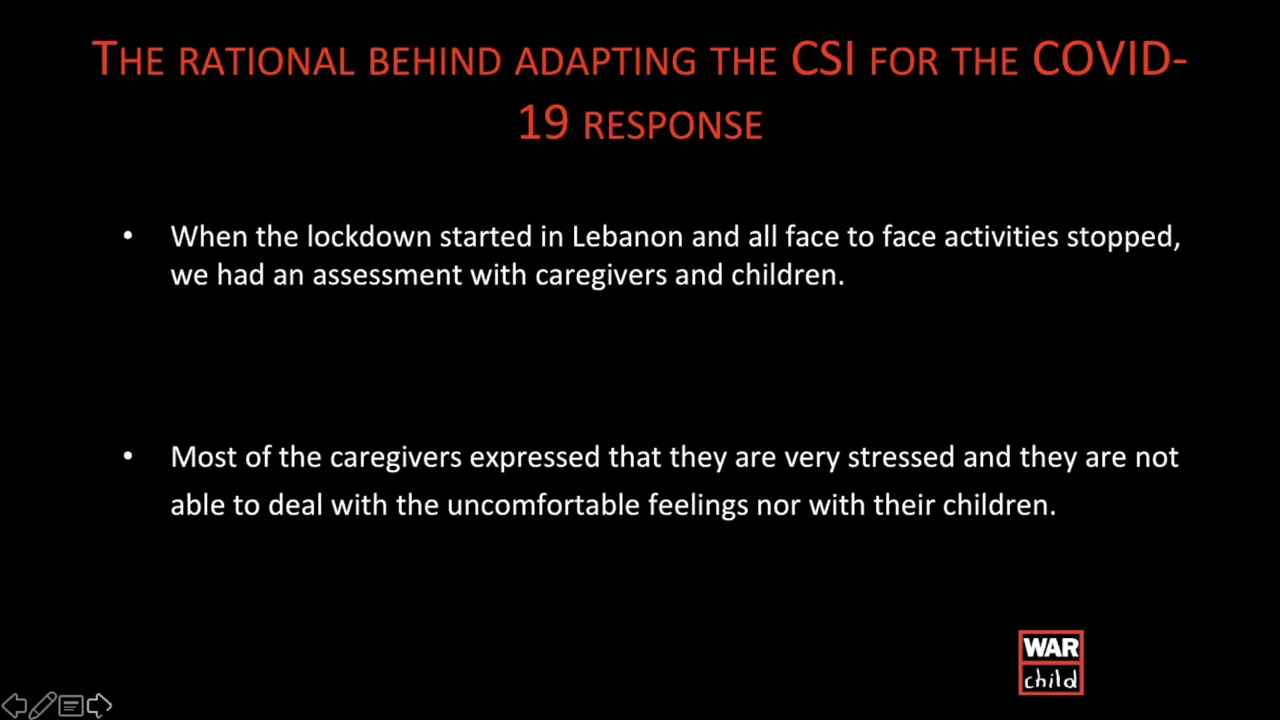 THE RATIONAL BEHIND ADAPTING THE CSI FOR THE COVID-
19 RESPONSE
• When the lockdown started in Lebanon and all face to face activities stopped,
we had an assessment with caregivers and children.
• Most of the caregivers expressed that they are very stressed and they are not
able to deal with the uncomfortable feelings nor with their children.
WAR
child